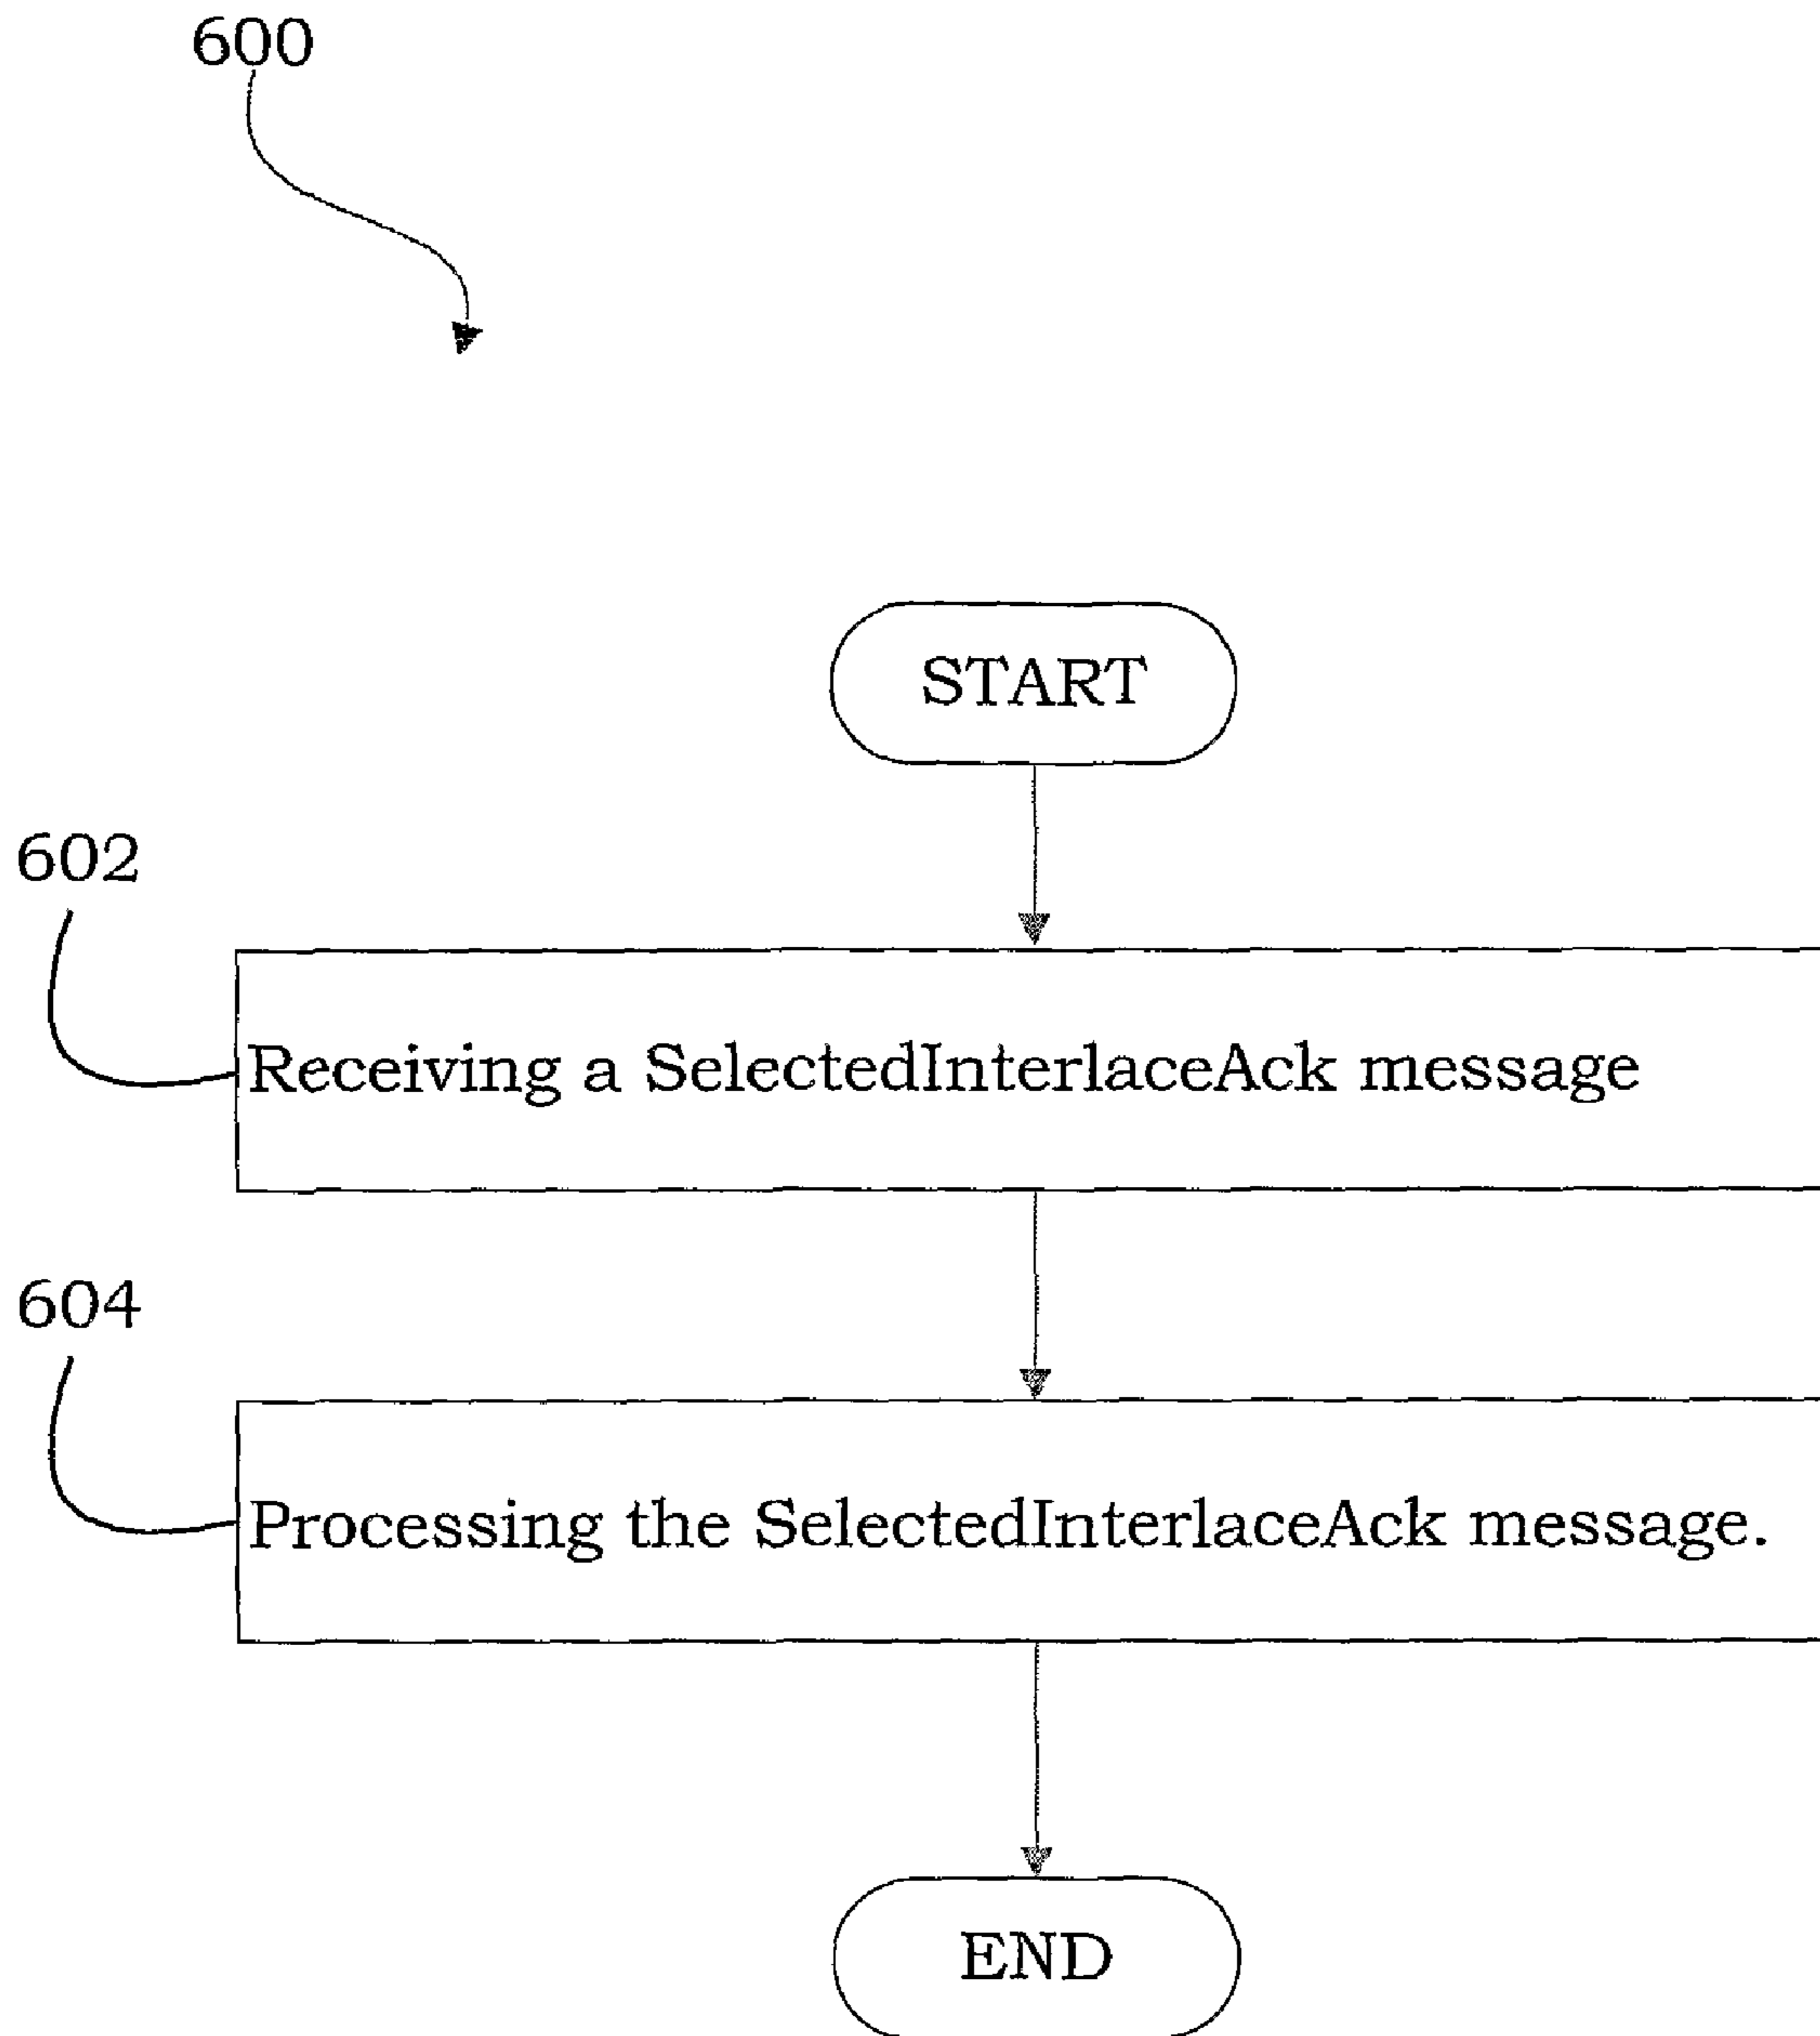 600
START
602
Receiving a SelectedInterlaceAck message
604
Processing the SelectedInterlaceAck message.
END